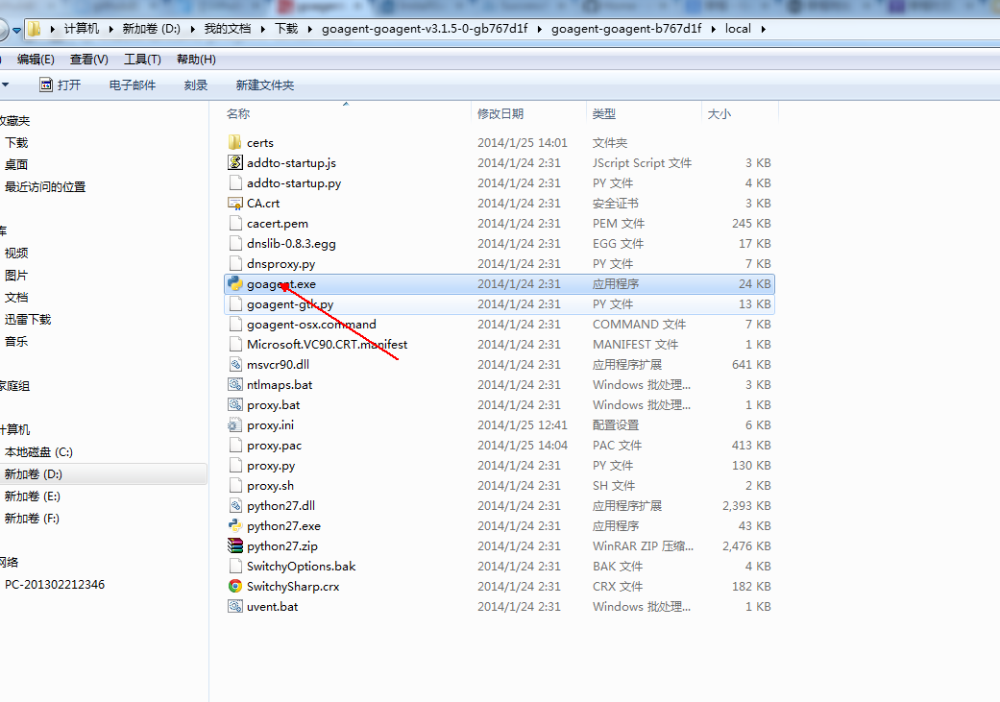 计算机 新加卷 (D:) 我的文档 下载 goagent-goagent-v3.1.5-0-gb767d1f goagent-goagent-b767d1f local
编辑(E) 查看(V) 工具(T) 帮助(H)
打开 电子邮件 刻录 新建文件夹
名称 修改日期 类型 大小
收藏夹
下载
桌面
最近访问的位置
库
视频
图片
文档
迅雷下载
音乐
家庭组
计算机
本地磁盘 (C:)
新加卷 (D:)
新加卷 (E:)
新加卷 (F:)
网络
PC-201302212346
certs 2014/1/25 14:01 文件夹
addto-startup.js 2014/1/24 2:31 JScript Script 文件 3 KB
addto-startup.py 2014/1/24 2:31 PY 文件 4 KB
CA.crt 2014/1/24 2:31 安全证书 3 KB
cacert.pem 2014/1/24 2:31 PEM 文件 245 KB
dnslib-0.8.3.egg 2014/1/24 2:31 EGG 文件 17 KB
dnsproxy.py 2014/1/24 2:31 PY 文件 7 KB
goagent.exe 2014/1/24 2:31 应用程序 24 KB
goagent-gtk.py 2014/1/24 2:31 PY 文件 13 KB
goagent-osx.command 2014/1/24 2:31 COMMAND 文件 7 KB
Microsoft.VC90.CRT.manifest 2014/1/24 2:31 MANIFEST 文件 1 KB
msvcr90.dll 2014/1/24 2:31 应用程序扩展 641 KB
ntlmaps.bat 2014/1/24 2:31 Windows 批处理... 3 KB
proxy.bat 2014/1/24 2:31 Windows 批处理... 1 KB
proxy.ini 2014/1/25 12:41 配置设置 6 KB
proxy.pac 2014/1/25 14:04 PAC 文件 413 KB
proxy.py 2014/1/24 2:31 PY 文件 130 KB
proxy.sh 2014/1/24 2:31 SH 文件 2 KB
python27.dll 2014/1/24 2:31 应用程序扩展 2,393 KB
python27.exe 2014/1/24 2:31 应用程序 43 KB
python27.zip 2014/1/24 2:31 WinRAR ZIP 压缩... 2,476 KB
SwitchyOptions.bak 2014/1/24 2:31 BAK 文件 4 KB
SwitchySharp.crx 2014/1/24 2:31 CRX 文件 182 KB
uvent.bat 2014/1/24 2:31 Windows 批处理... 1 KB